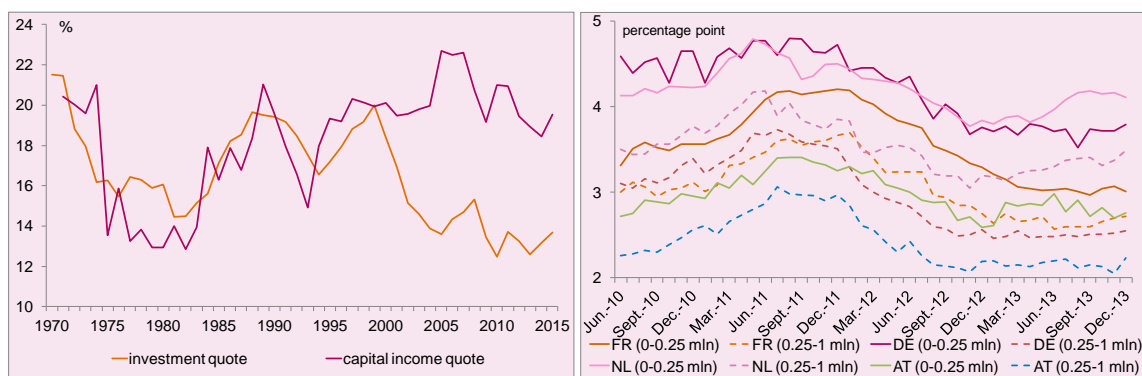 %
24
22
20
18
16
14
12
10
1970 1975 1980 1985 1990 1995 2000 2005 2010 2015
investment quote capital income quote
percentage point
5
4
3
2
Jun-10 Sept-10 Dec-10 Mar-11 Jun-11 Sept-11 Dec-11 Mar-12 Jun-12 Sept-12 Dec-12 Mar-13 Jun-13 Sept-13 Dec-13
FR (0-0.25 mln) FR (0.25-1 mln) DE (0-0.25 mln) DE (0.25-1 mln)
NL (0-0.25 mln) NL (0.25-1 mln) AT (0-0.25 mln) AT (0.25-1 mln)